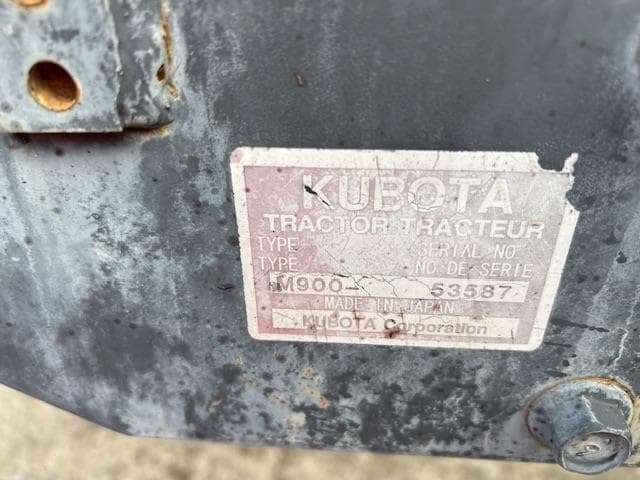 KUBOTA
TRACTOR TRACTEUR
TYPE SERIAL NO
TYPE NO DE SERIE
M900- 53587
MADE IN JAPAN
KUBOTA Corporation